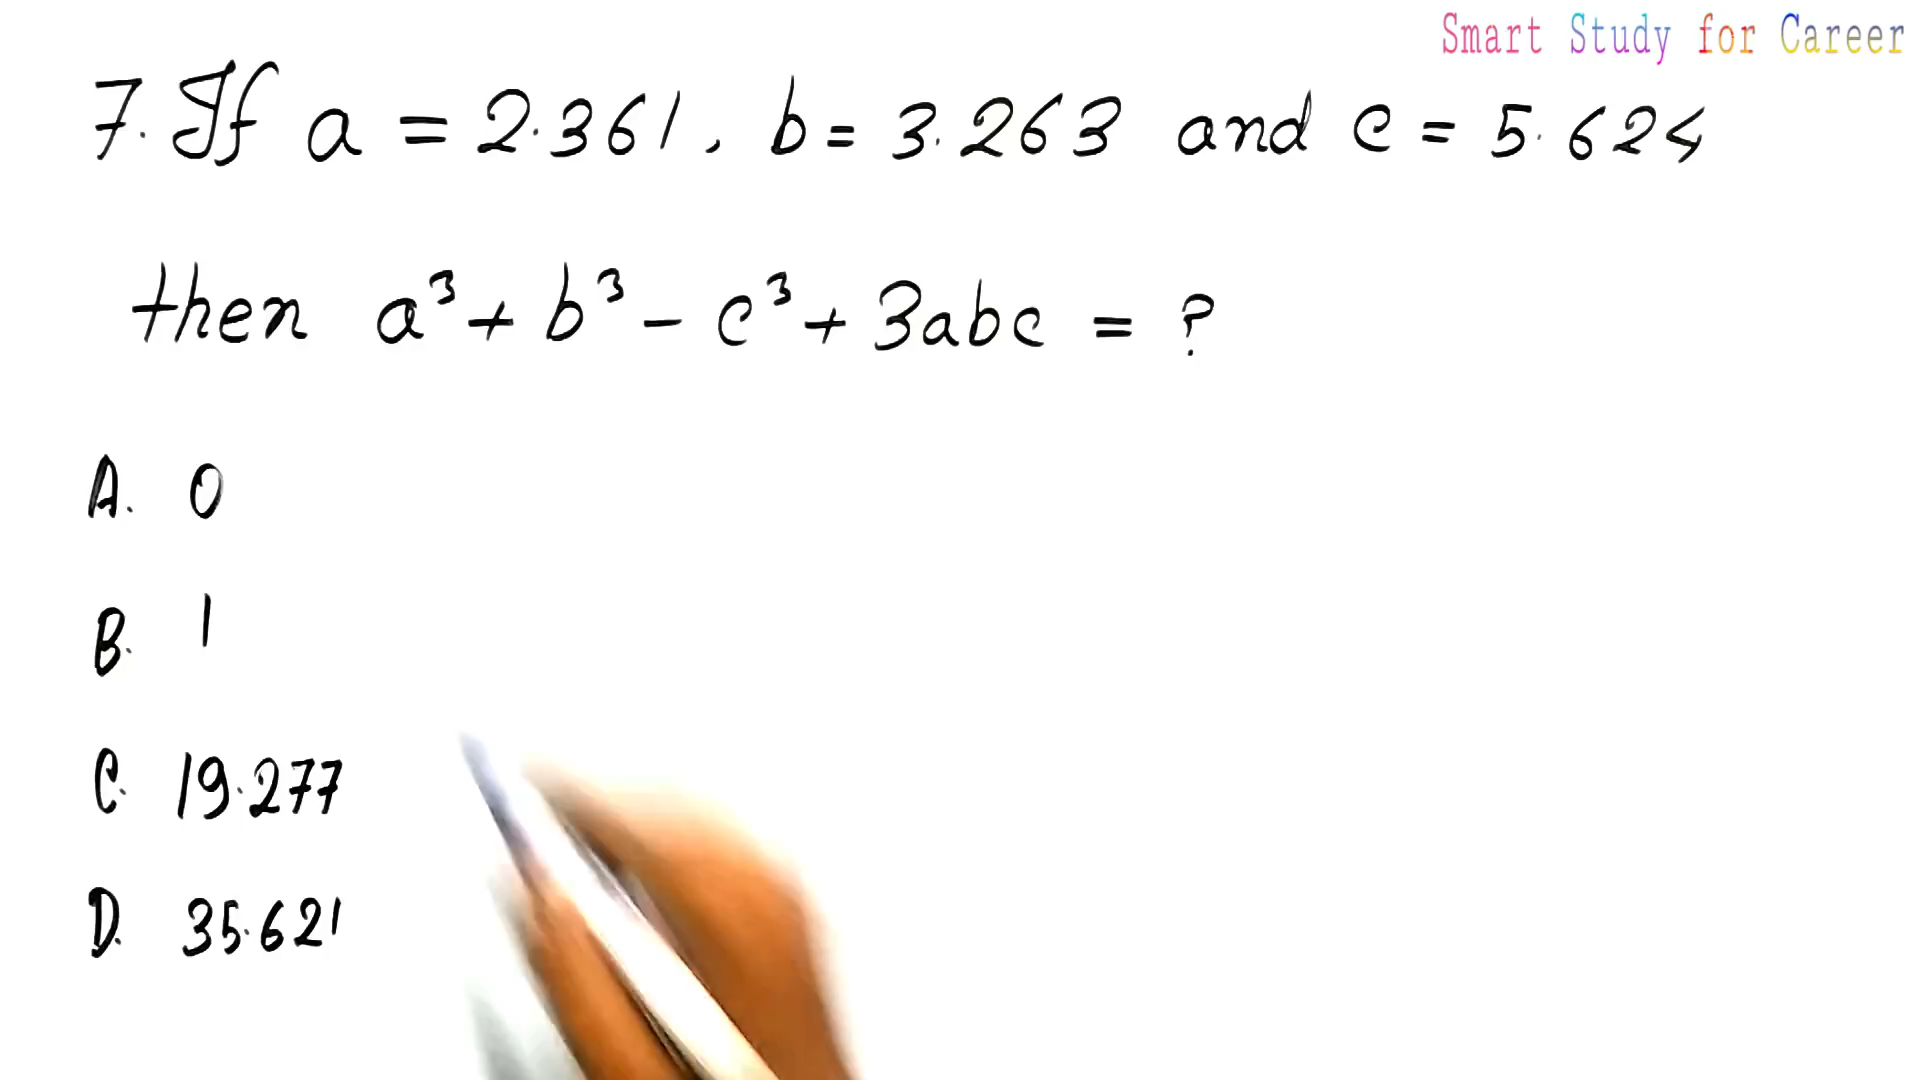 Smart Study for Career
7. If a = 2.361, b = 3.263 and c = 5.624
then a³ + b³ - c³ + 3abc = ?
A. 0
B. 1
C. 19.277
D. 35.621